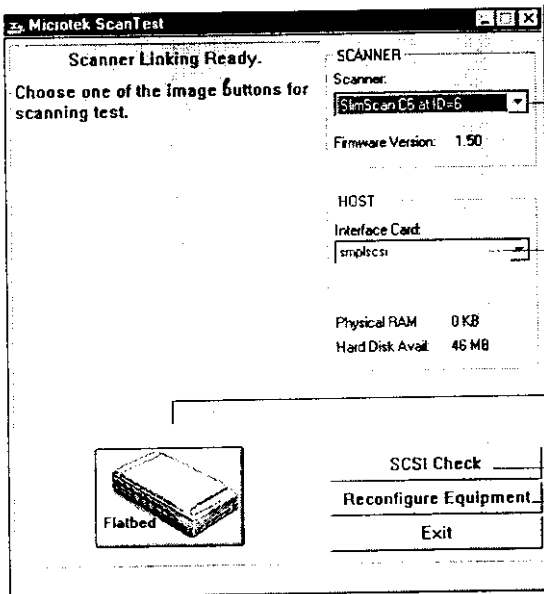 Microtek ScanTest
Scanner Linking Ready.
Choose one of the image buttons for
scanning test.
SCANNER
Scanner:
SlimScan C6 at ID=6
Firmware Version: 1.50
HOST
Interface Card:
smplscsi
Physical RAM 0 KB
Hard Disk Avail: 46 MB
Flatbed
SCSI Check
Reconfigure Equipment
Exit